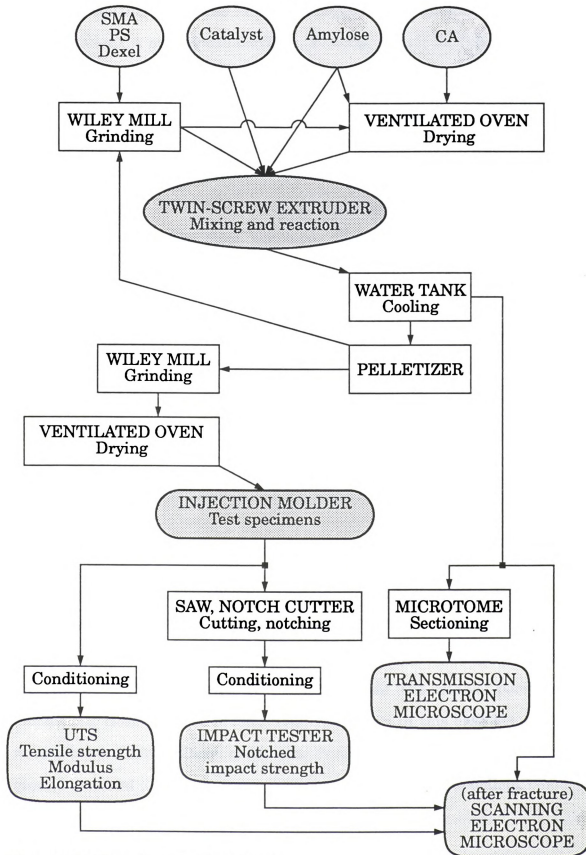 SMA
PS
Dexel
Catalyst
Amylose
CA
WILEY MILL
Grinding
VENTILATED OVEN
Drying
TWIN-SCREW EXTRUDER
Mixing and reaction
WATER TANK
Cooling
WILEY MILL
Grinding
PELLETIZER
VENTILATED OVEN
Drying
INJECTION MOLDER
Test specimens
SAW, NOTCH CUTTER
Cutting, notching
MICROTOME
Sectioning
Conditioning
Conditioning
TRANSMISSION
ELECTRON
MICROSCOPE
UTS
Tensile strength
Modulus
Elongation
IMPACT TESTER
Notched
impact strength
(after fracture)
SCANNING
ELECTRON
MICROSCOPE